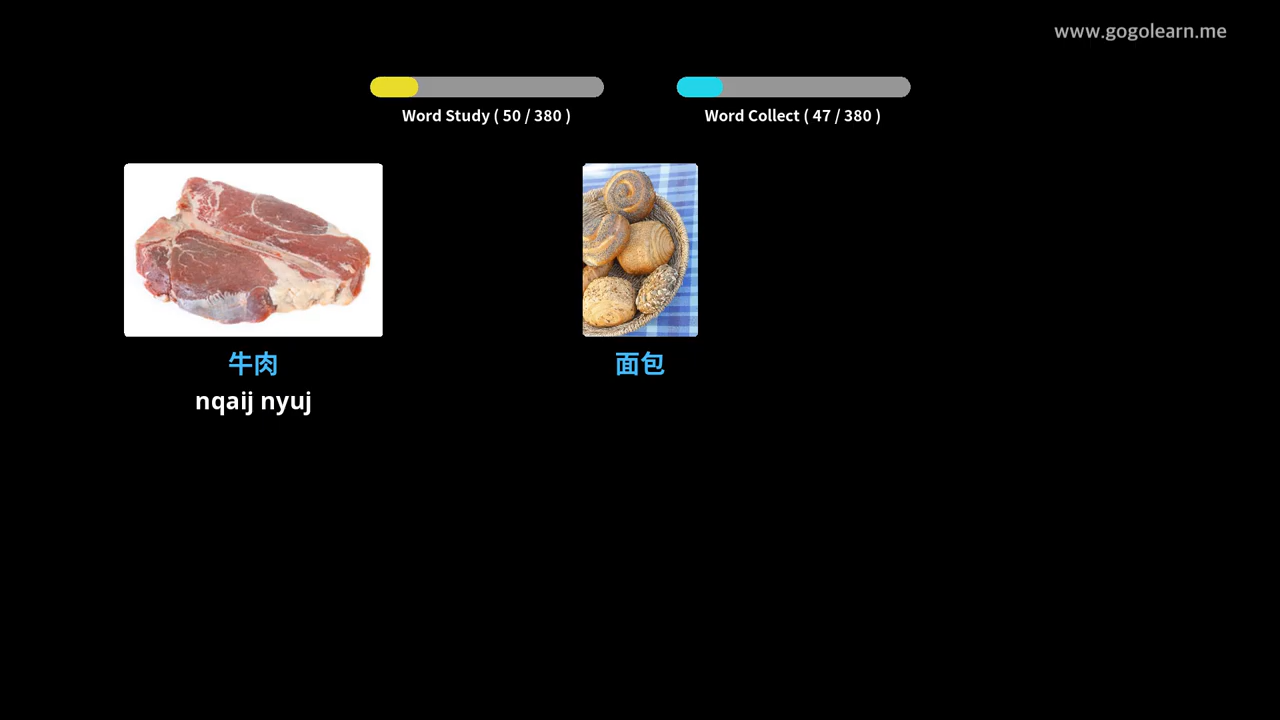 www.gogolearn.me
Word Study ( 50 / 380 )
Word Collect ( 47 / 380 )
牛肉
面包
nqaij nyuj